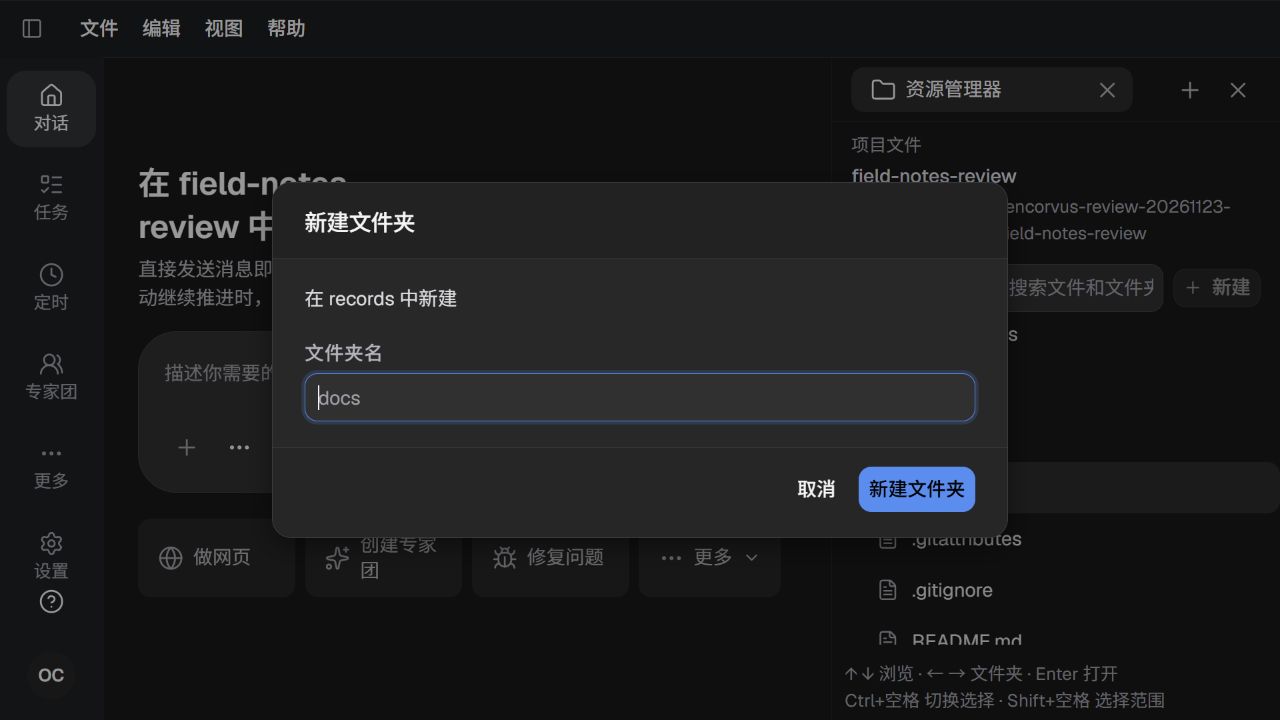 文件 编辑 视图 帮助
对话
任务
定时
专家团
更多
设置
OC
在 field-notes-
review 中
直接发送消息即
动继续推进时，
描述你需要的
做网页
创建专家
团
修复问题
更多
新建文件夹
在 records 中新建
文件夹名
docs
取消
新建文件夹
资源管理器
项目文件
field-notes-review
encorvus-review-20261123-
ield-notes-review
搜索文件和文件夹
新建
s
.gitattributes
.gitignore
README.md
↑↓ 浏览 · ← → 文件夹 · Enter 打开
Ctrl+空格 切换选择 · Shift+空格 选择范围